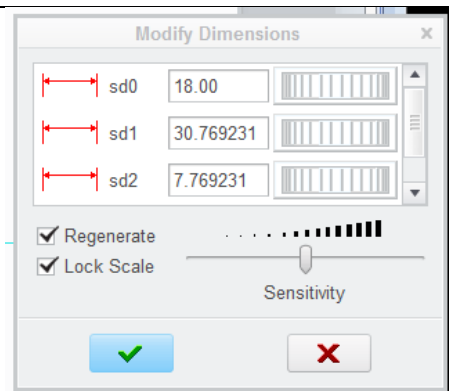 Modify Dimensions x
sd0 18.00
sd1 30.769231
sd2 7.769231
Regenerate
Lock Scale
Sensitivity